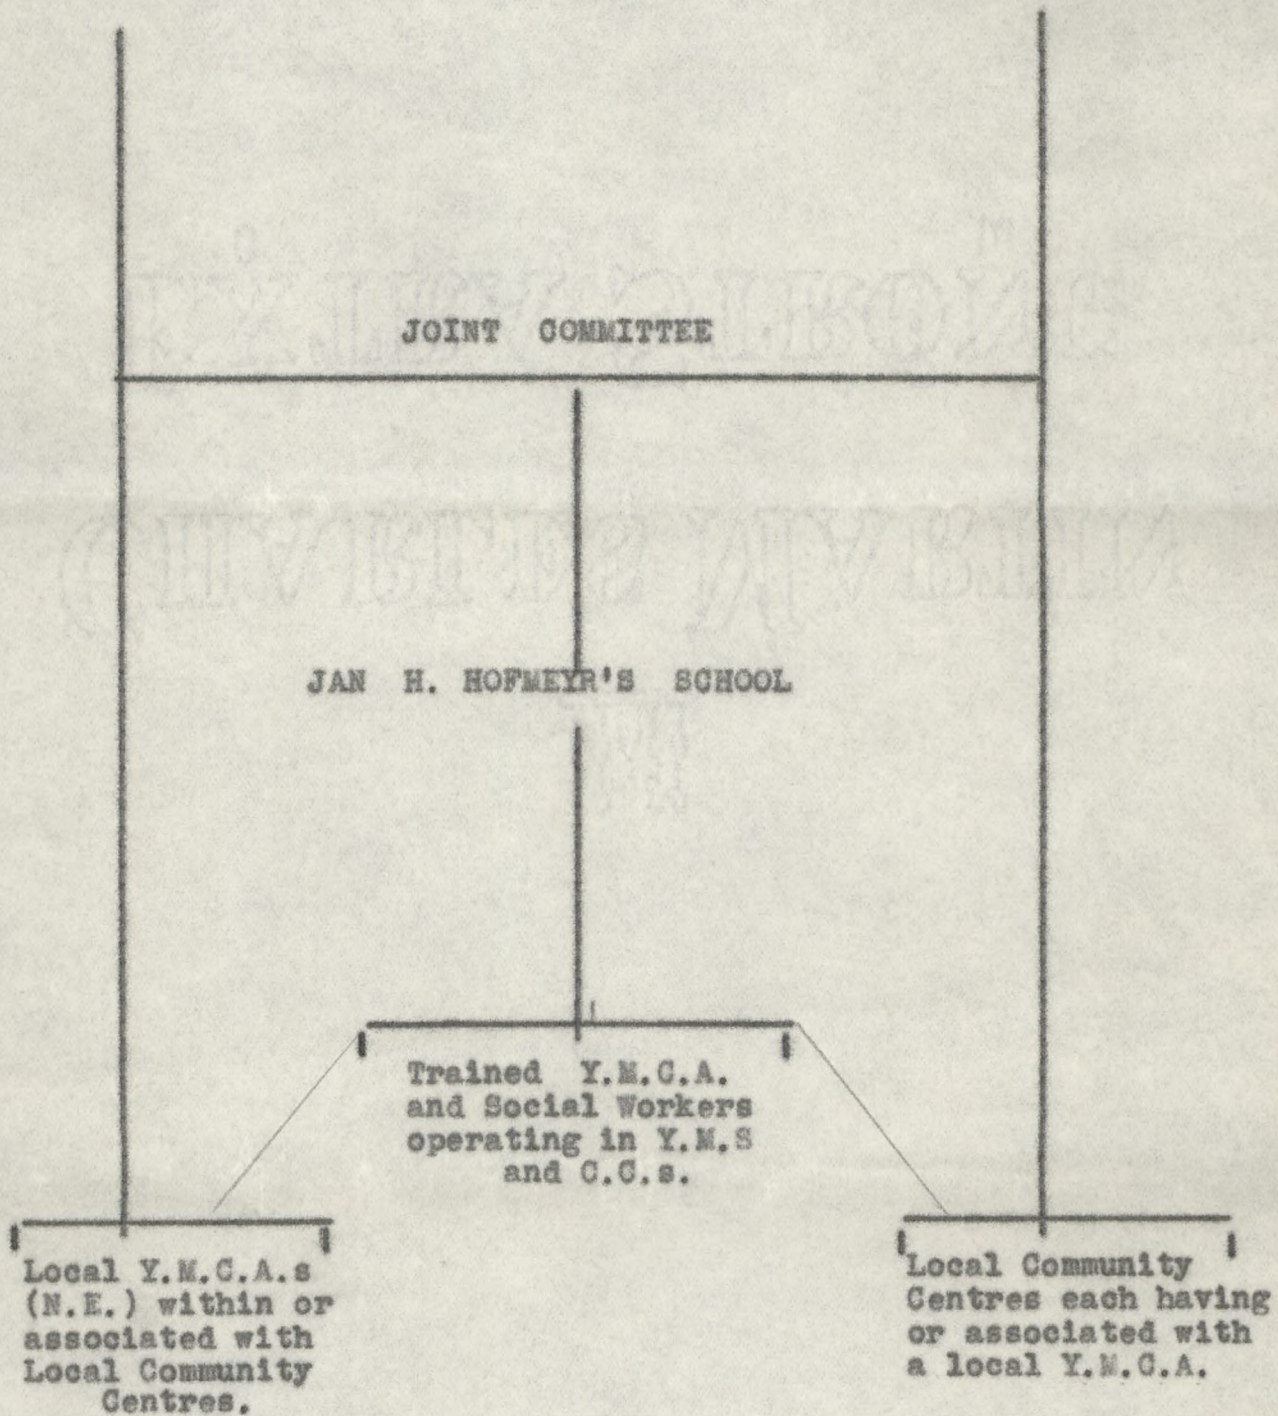 JOINT COMMITTEE
JAN H. HOFMEYR'S SCHOOL
Trained Y.M.C.A.
and Social Workers
operating in Y.M.S
and C.C.s.
Local Y.M.C.A.s
(N.E.) within or
associated with
Local Community
Centres.
Local Community
Centres each having
or associated with
a local Y.M.C.A.